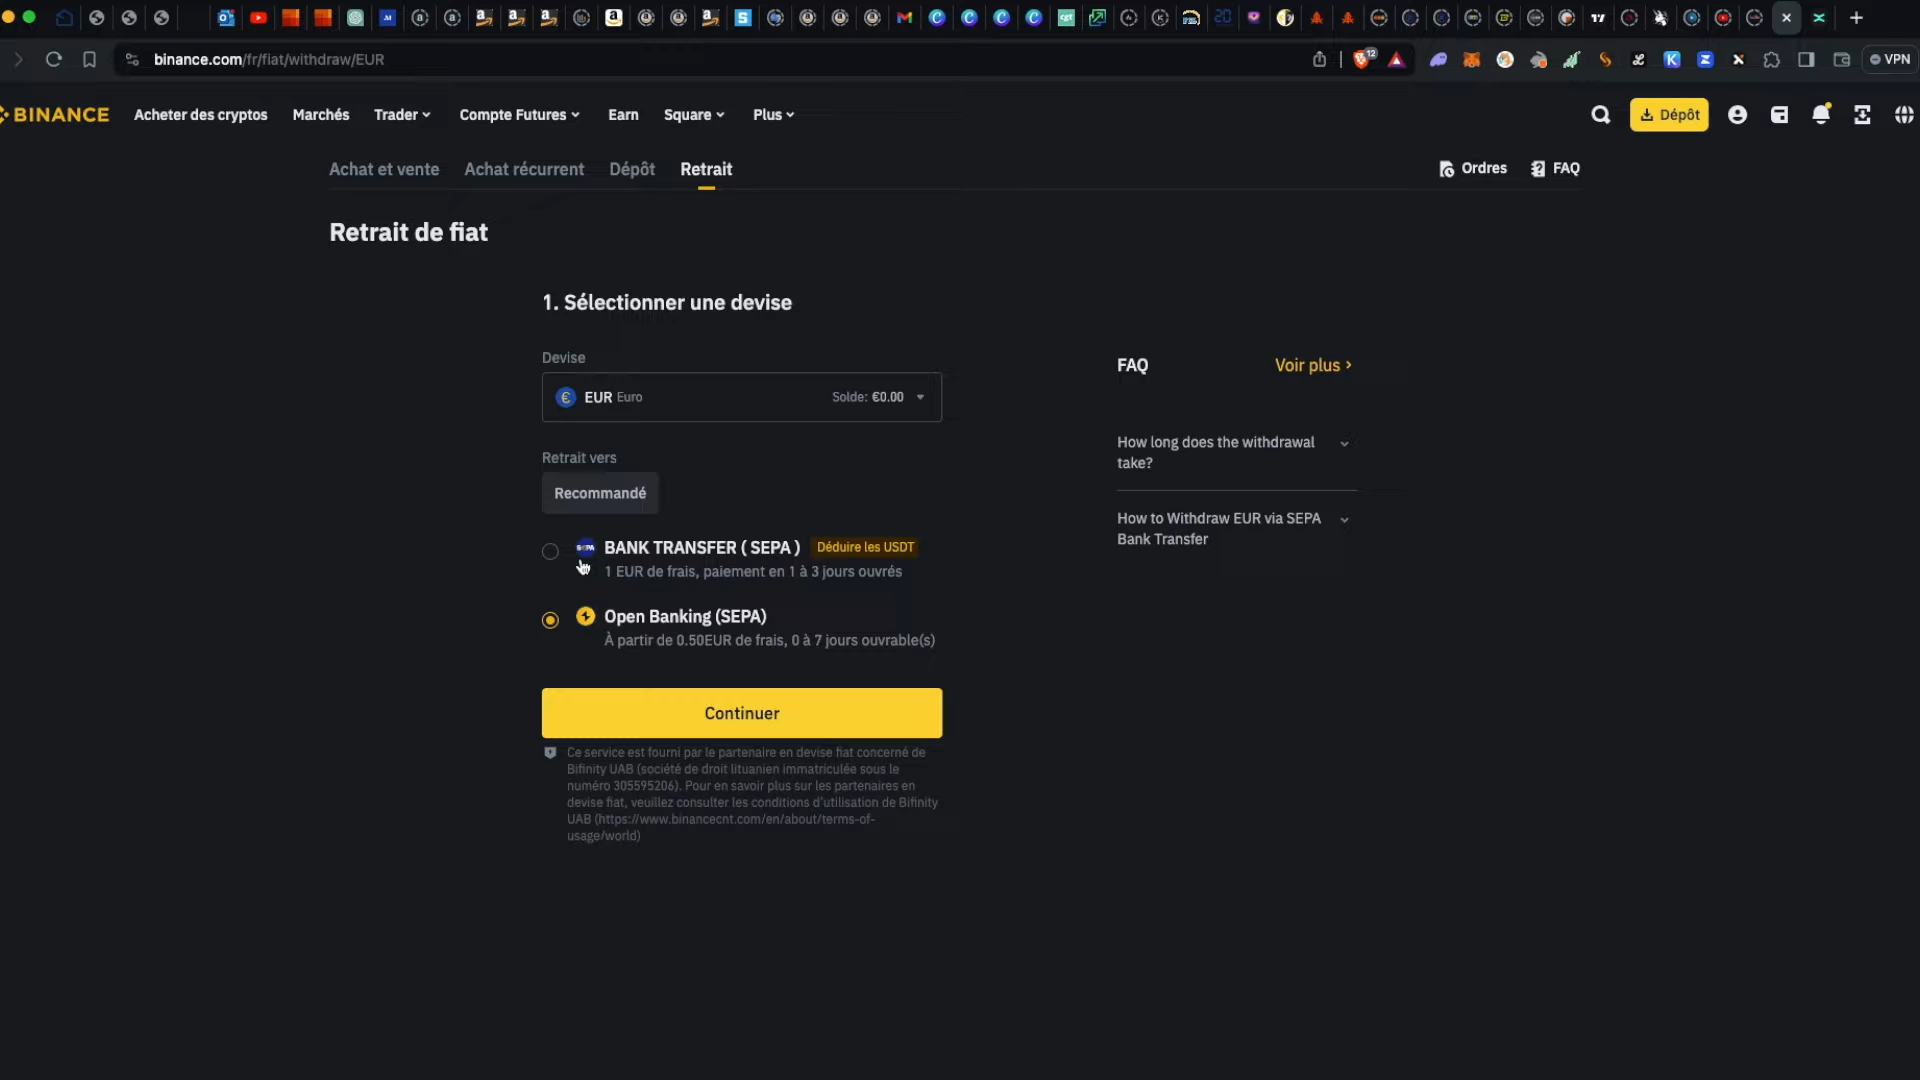 binance.com/fr/fiat/withdraw/EUR
12
VPN
BINANCE
Acheter des cryptos
Marchés
Trader
Compte Futures
Earn
Square
Plus
Dépôt
Achat et vente
Achat récurrent
Dépôt
Retrait
Ordres
FAQ
Retrait de fiat
1. Sélectionner une devise
Devise
EUR Euro
Solde: €0.00
Retrait vers
Recommandé
BANK TRANSFER ( SEPA ) Déduire les USDT
1 EUR de frais, paiement en 1 à 3 jours ouvrés
Open Banking (SEPA)
À partir de 0.50EUR de frais, 0 à 7 jours ouvrable(s)
Continuer
Ce service est fourni par le partenaire en devise fiat concerné de
Bifinity UAB (société de droit lituanien immatriculée sous le
numéro 305595206). Pour en savoir plus sur les partenaires en
devise fiat, veuillez consulter les conditions d'utilisation de Bifinity
UAB (https://www.binancecnt.com/en/about/terms-of-
usage/world)
FAQ
Voir plus
How long does the withdrawal
take?
How to Withdraw EUR via SEPA
Bank Transfer